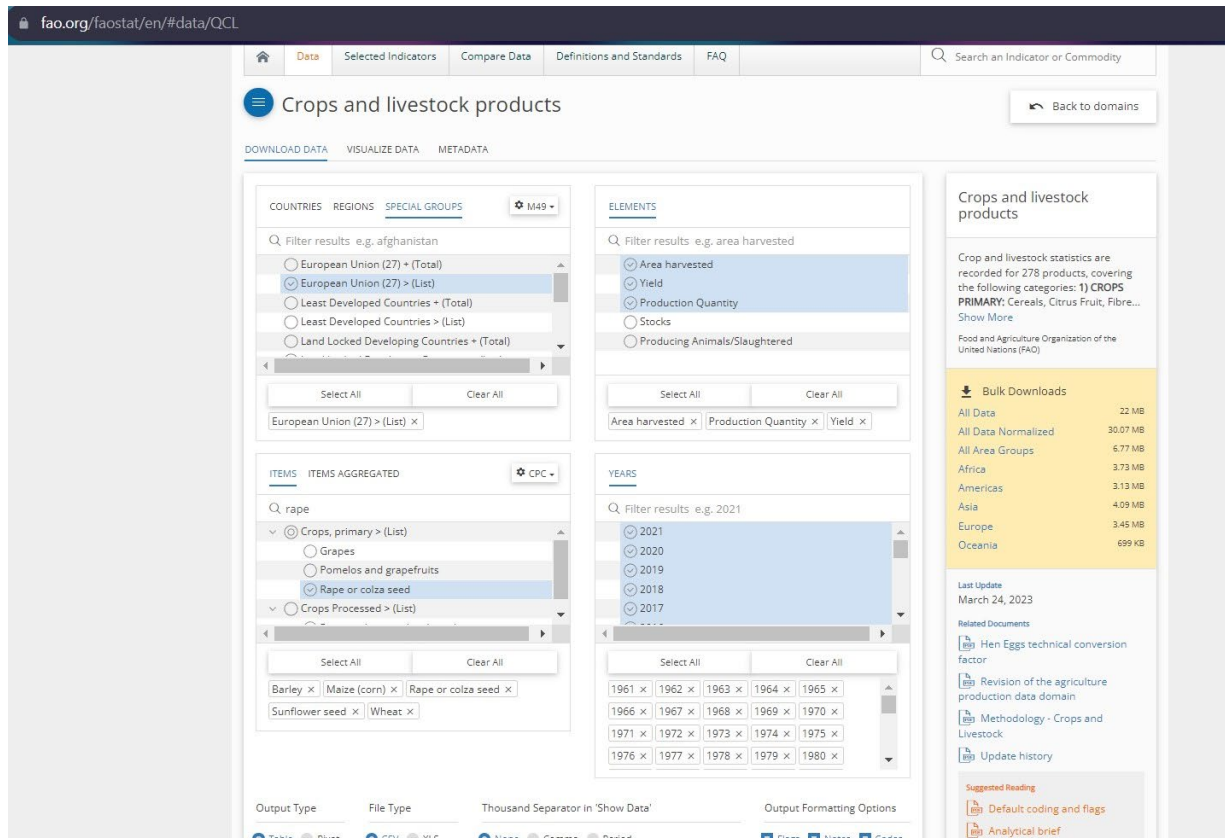 fao.org/faostat/en/#data/QCL
Data Selected Indicators Compare Data Definitions and Standards FAQ
Search an Indicator or Commodity
Crops and livestock products
Back to domains
DOWNLOAD DATA VISUALIZE DATA METADATA
COUNTRIES REGIONS SPECIAL GROUPS M49
Filter results e.g. afghanistan
European Union (27) + (Total)
European Union (27) > (List)
Least Developed Countries + (Total)
Least Developed Countries > (List)
Land Locked Developing Countries + (Total)
Select All Clear All
European Union (27) > (List) ×
ELEMENTS
Filter results e.g. area harvested
Area harvested
Yield
Production Quantity
Stocks
Producing Animals/Slaughtered
Select All Clear All
Area harvested × Production Quantity × Yield ×
ITEMS ITEMS AGGREGATED CPC
rape
Crops, primary > (List)
Grapes
Pomelos and grapefruits
Rape or colza seed
Crops Processed > (List)
Select All Clear All
Barley × Maize (corn) × Rape or colza seed ×
Sunflower seed × Wheat ×
YEARS
Filter results e.g. 2021
2021
2020
2019
2018
2017
Select All Clear All
1961 × 1962 × 1963 × 1964 × 1965 ×
1966 × 1967 × 1968 × 1969 × 1970 ×
1971 × 1972 × 1973 × 1974 × 1975 ×
1976 × 1977 × 1978 × 1979 × 1980 ×
Output Type File Type Thousand Separator in 'Show Data' Output Formatting Options
Table Pivot CSV XLS None Comma Period Flags Notes Codes
Crops and livestock
products
Crop and livestock statistics are
recorded for 278 products, covering
the following categories: 1) CROPS
PRIMARY: Cereals, Citrus Fruit, Fibre...
Show More
Food and Agriculture Organization of the
United Nations (FAO)
Bulk Downloads
All Data 22 MB
All Data Normalized 30.07 MB
All Area Groups 6.77 MB
Africa 3.73 MB
Americas 3.13 MB
Asia 4.09 MB
Europe 3.45 MB
Oceania 699 KB
Last Update
March 24, 2023
Related Documents
Hen Eggs technical conversion
factor
Revision of the agriculture
production data domain
Methodology - Crops and
Livestock
Update history
Suggested Reading
Default coding and flags
Analytical brief